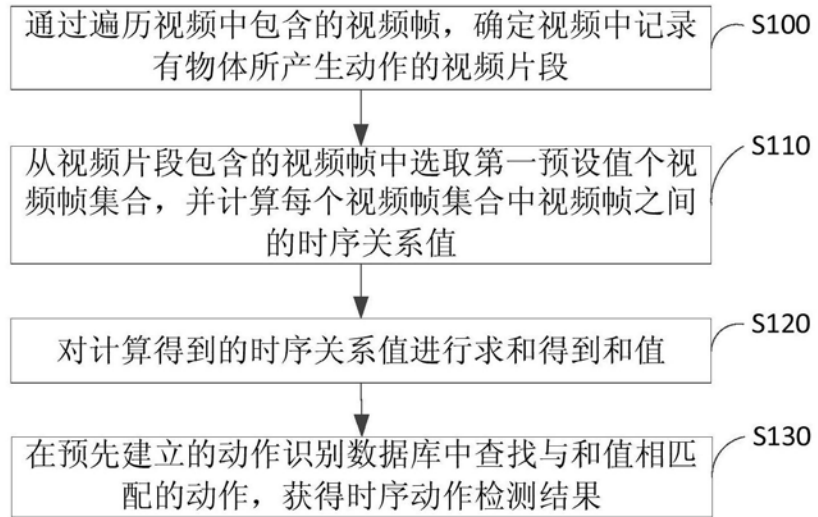 通过遍历视频中包含的视频帧，确定视频中记录
有物体所产生动作的视频片段
S100
从视频片段包含的视频帧中选取第一预设值个视
频帧集合，并计算每个视频帧集合中视频帧之间
的时序关系值
S110
对计算得到的时序关系值进行求和得到和值
S120
在预先建立的动作识别数据库中查找与和值相匹
配的动作，获得时序动作检测结果
S130